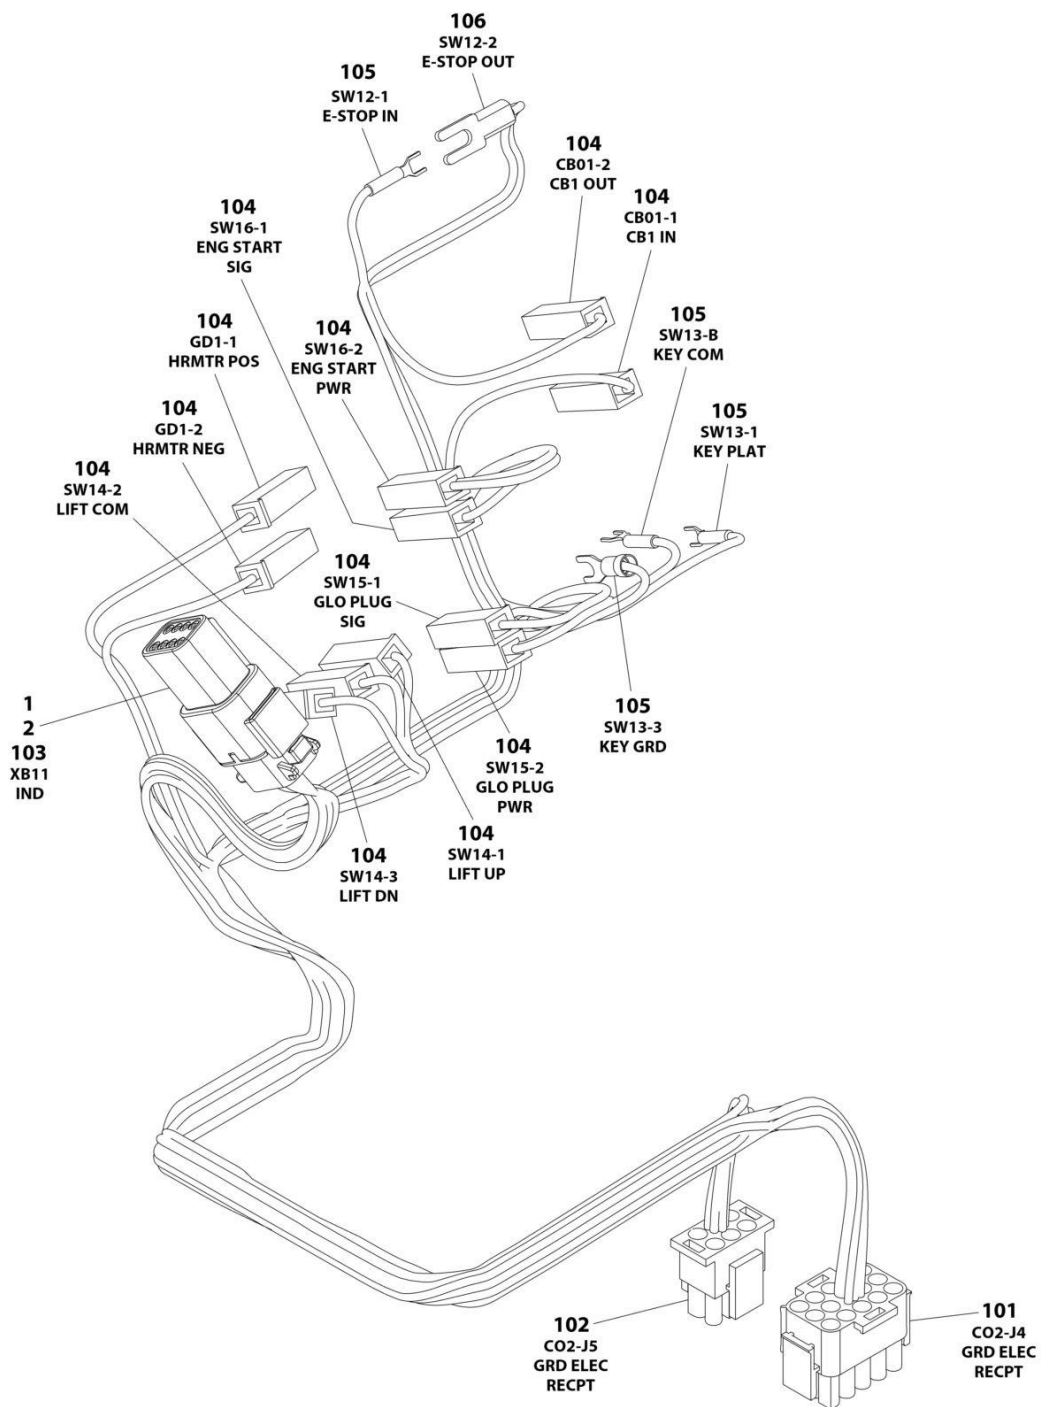 106
SW12-2
E-STOP OUT
105
SW12-1
E-STOP IN
104
CB01-2
CB1 OUT
104
CB01-1
CB1 IN
104
SW16-1
ENG START
SIG
104
GD1-1
HRMTR POS
104
SW16-2
ENG START
PWR
105
SW13-B
KEY COM
105
SW13-1
KEY PLAT
104
GD1-2
HRMTR NEG
104
SW14-2
LIFT COM
104
SW15-1
GLO PLUG
SIG
1
2
103
XB11
IND
105
SW13-3
KEY GRD
104
SW15-2
GLO PLUG
PWR
104
SW14-1
LIFT UP
104
SW14-3
LIFT DN
102
CO2-J5
GRD ELEC
RECPT
101
CO2-J4
GRD ELEC
RECPT